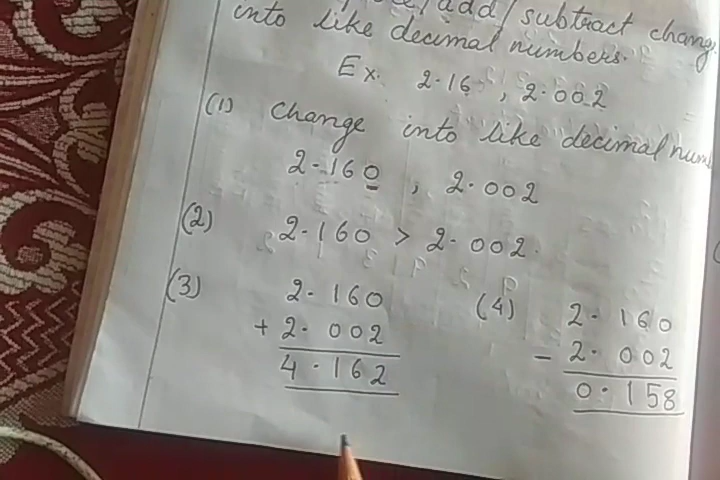 add/subtract change
into like decimal numbers.
Ex. 2.16, 2.002
(1) Change into like decimal num
2.160, 2.002
(2) 2.160 > 2.002.
(3) 2.160 (4) 2.160
+ 2.002 - 2.002
4.162 0.158